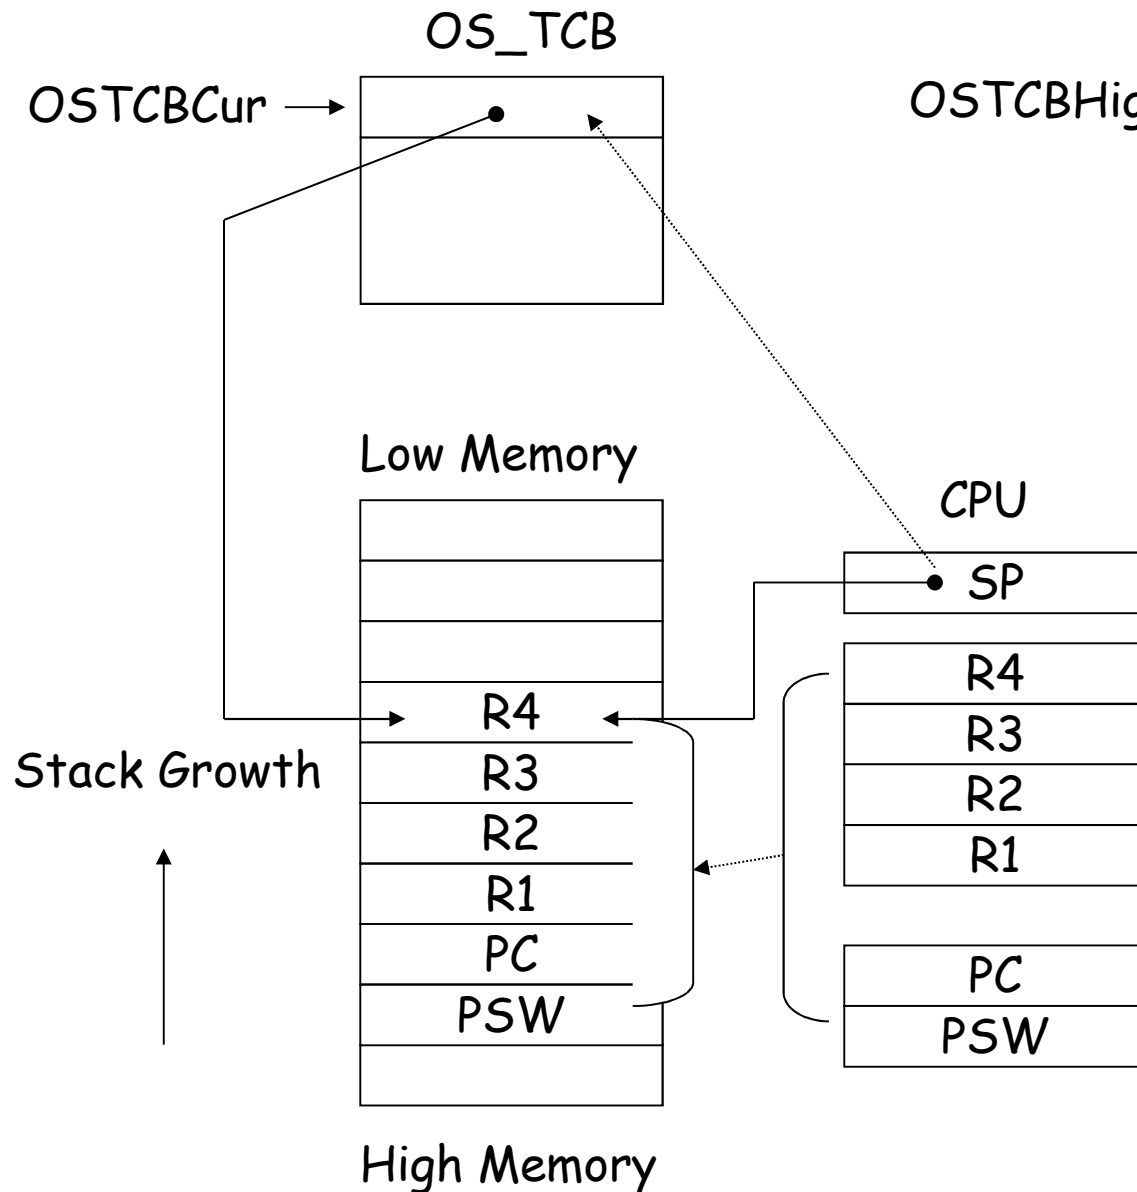 OS_TCB
OSTCBCur
OSTCBHig
Low Memory
CPU
SP
R4
R3
R2
R1
PC
PSW
Stack Growth
R4
R3
R2
R1
PC
PSW
High Memory